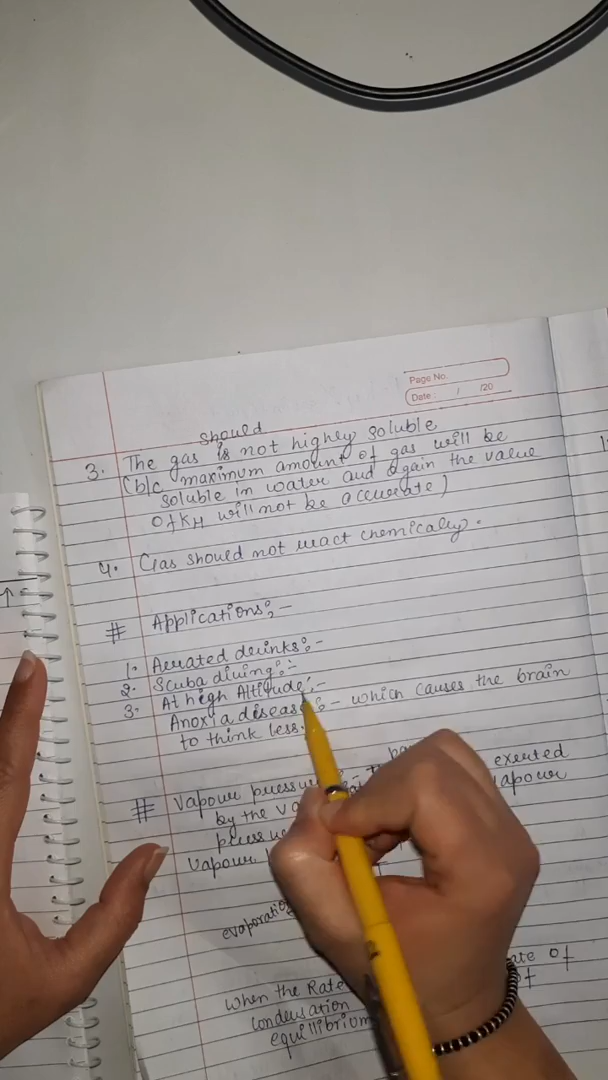 Page No.
Date : / /20
should
3. The gas is not highly soluble
(b/c maximum amount of gas will be
soluble in water and again the value
of KH will not be accurate)
4. Gas should not react chemically.
# Applications:-
1. Aerated drinks:-
2. Scuba diving:-
3. At high Altitude:-
Anoxia disease:- which causes the brain
to think less.
# Vapour pressure:- exerted
by the vapour
Vapour
evaporation
When the Rate ate of
condensation of
equilibrium